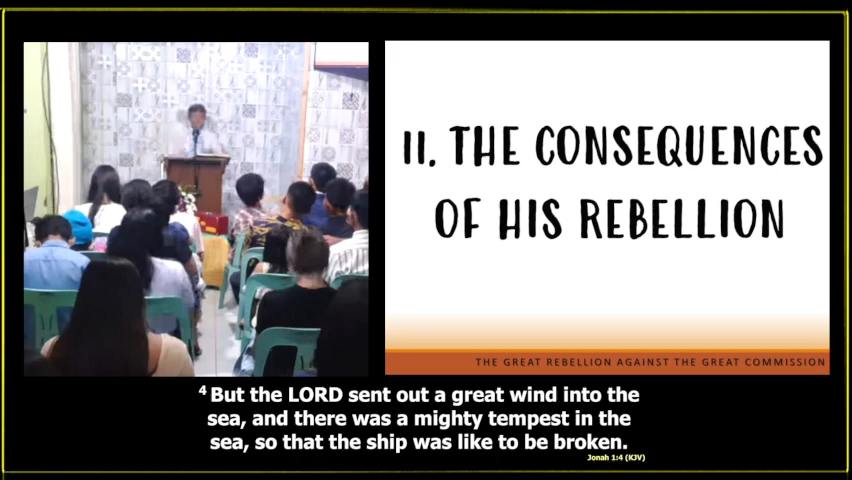 II. THE CONSEQUENCES
OF HIS REBELLION
THE GREAT REBELLION AGAINST THE GREAT COMMISSION
4 But the LORD sent out a great wind into the
sea, and there was a mighty tempest in the
sea, so that the ship was like to be broken.
Jonah 1:4 (KJV)